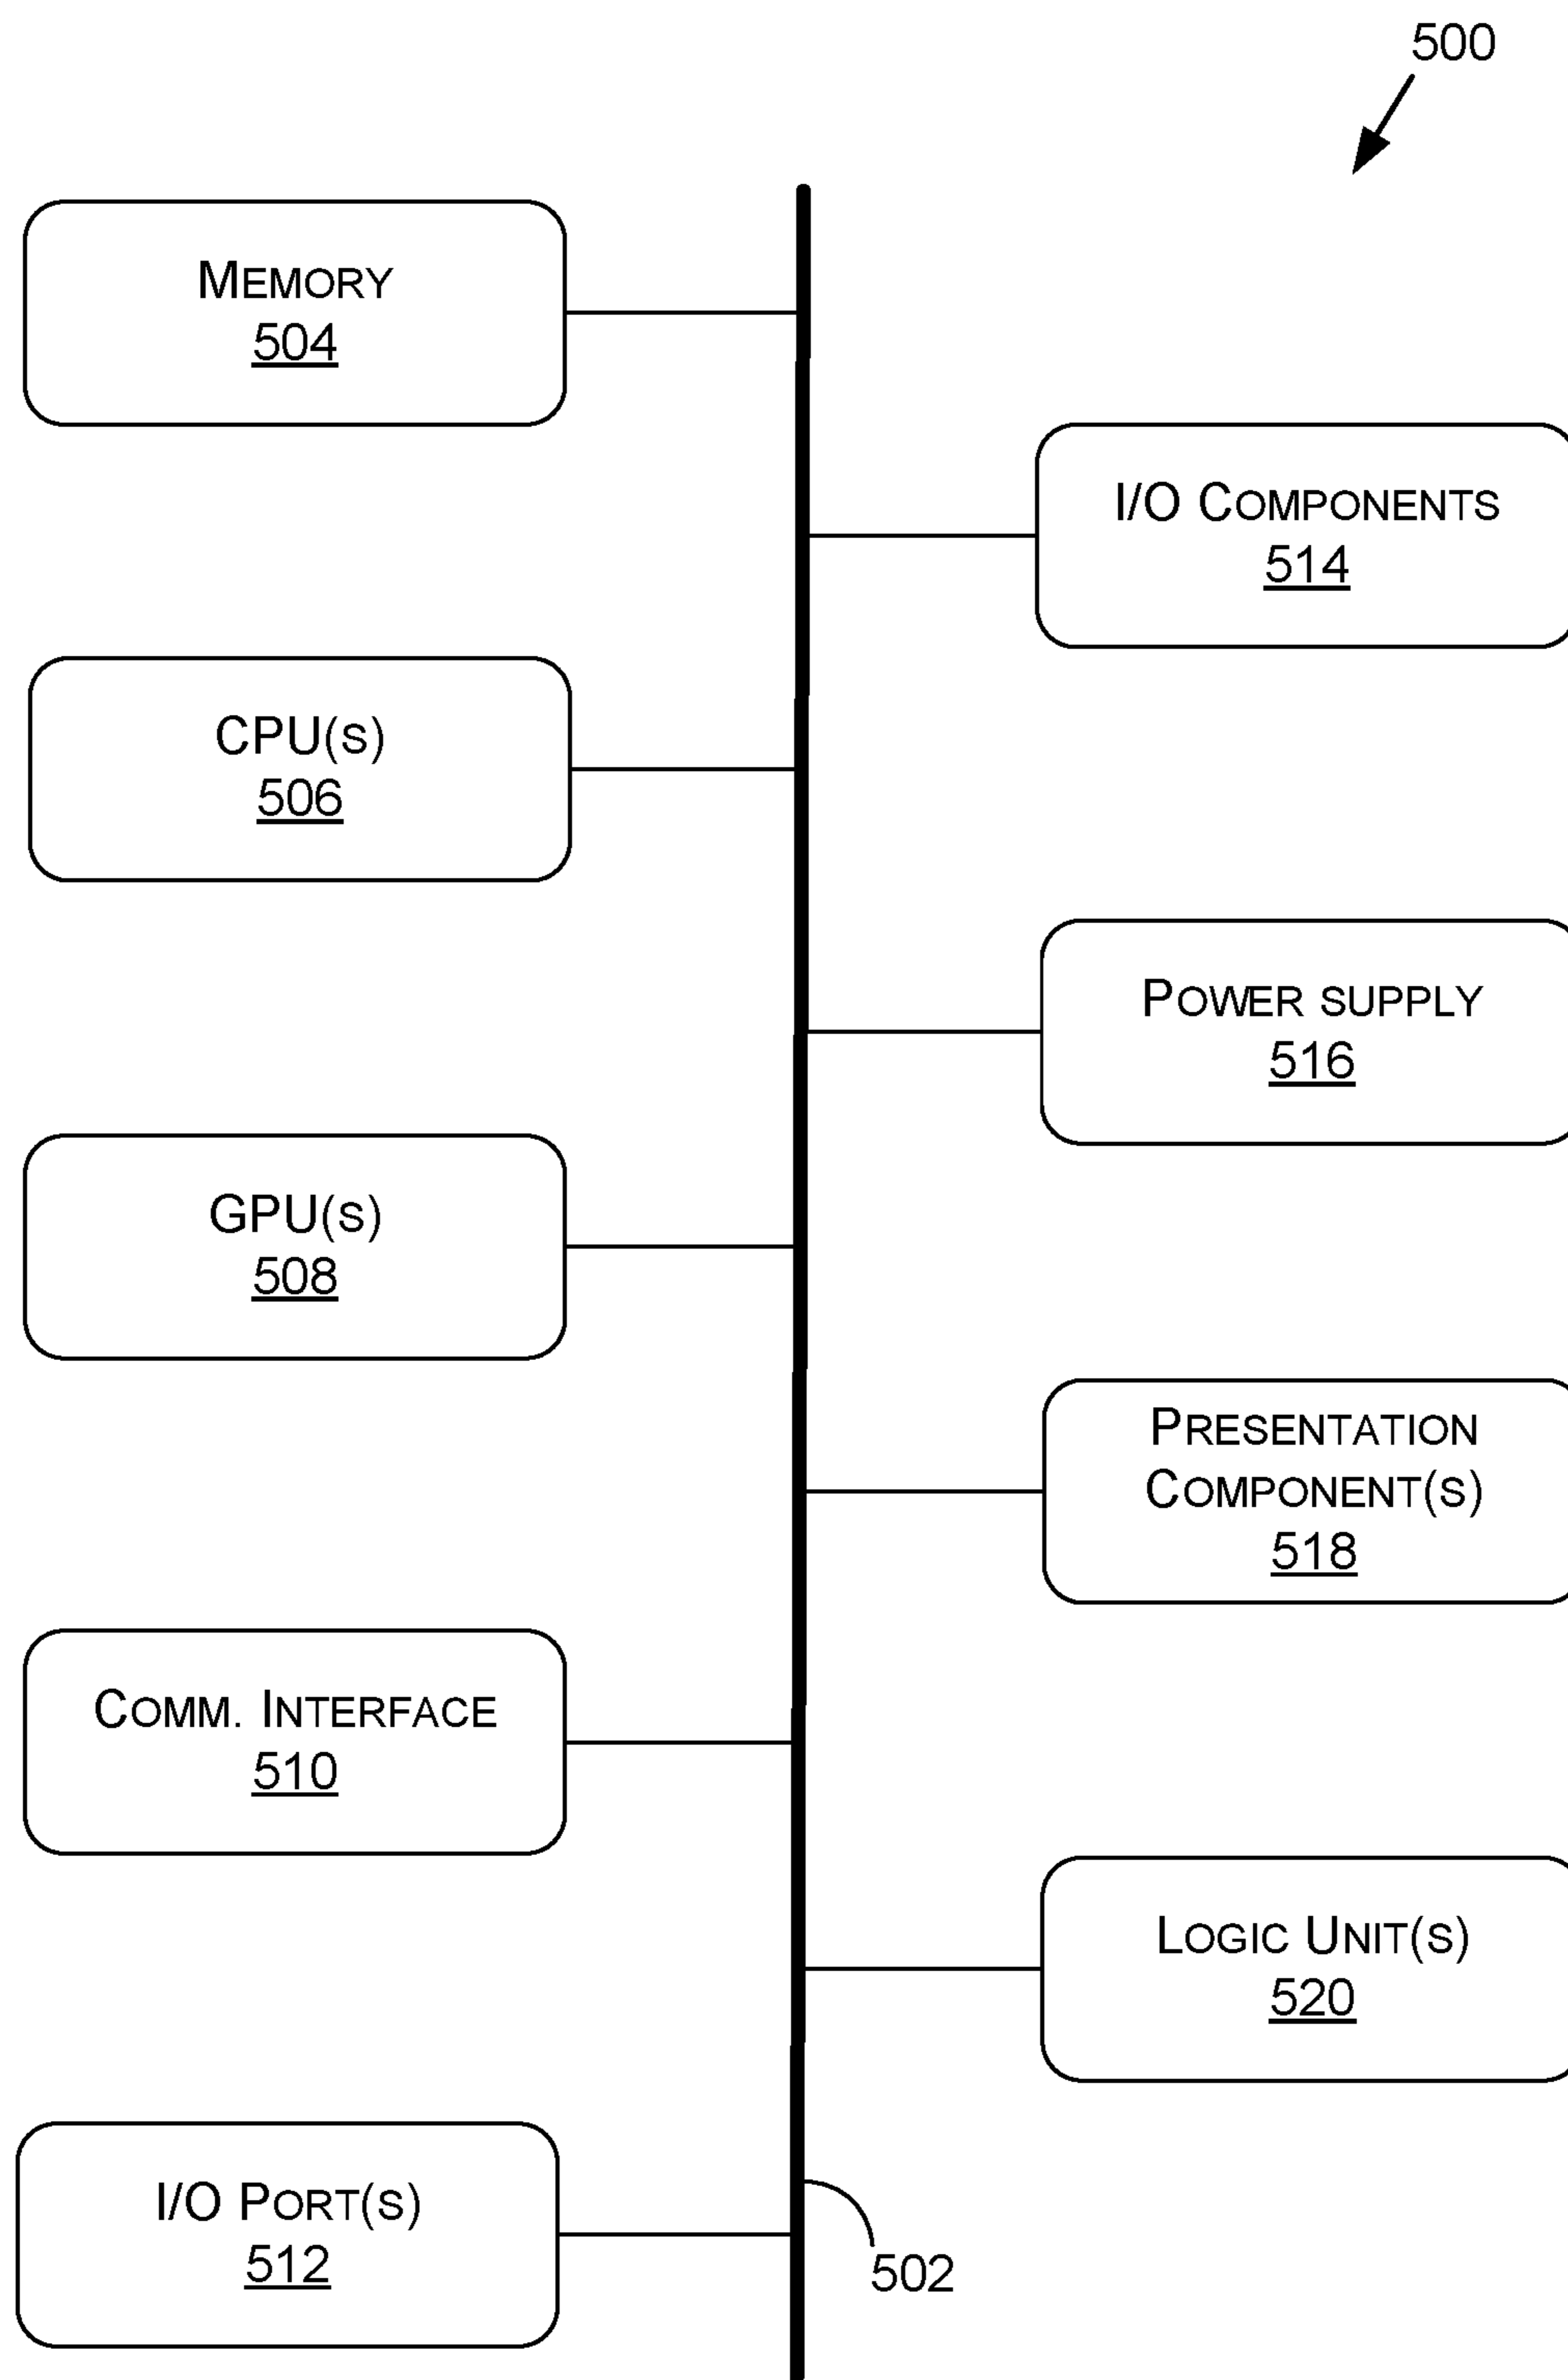 500
MEMORY
504
I/O COMPONENTS
514
CPU(S)
506
POWER SUPPLY
516
GPU(S)
508
PRESENTATION
COMPONENT(S)
518
COMM. INTERFACE
510
LOGIC UNIT(S)
520
I/O PORT(S)
512
502